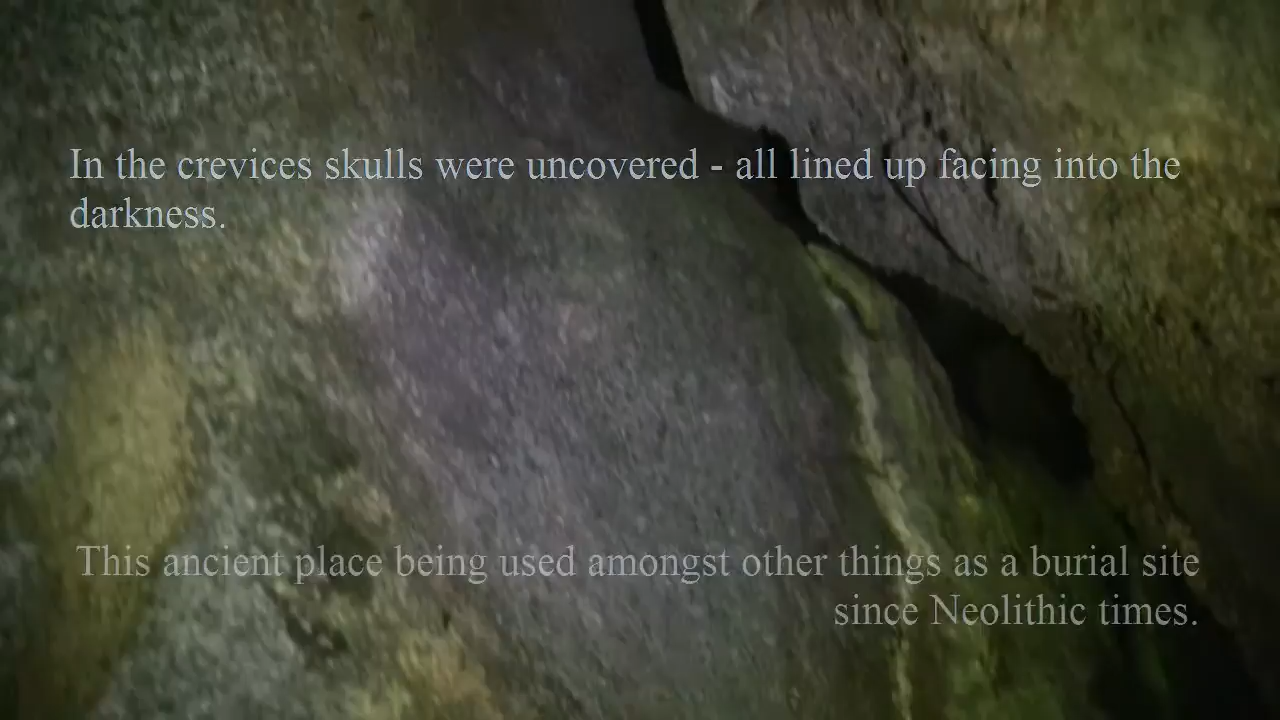 In the crevices skulls were uncovered - all lined up facing into the
darkness.
This ancient place being used amongst other things as a burial site
since Neolithic times.